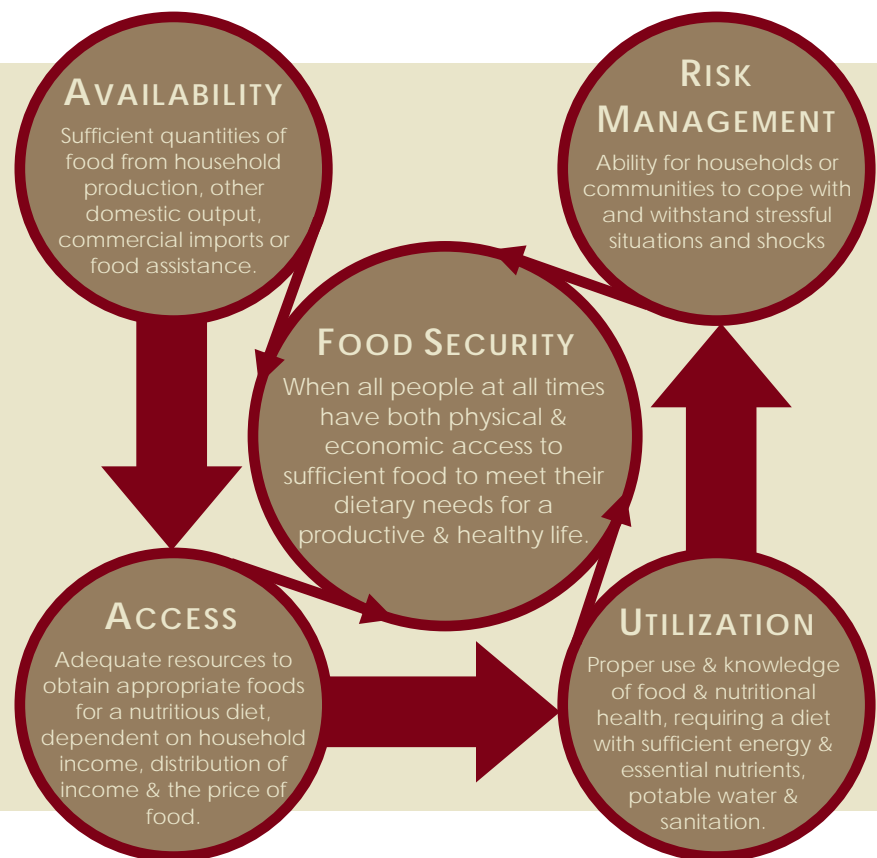 AVAILABILITY
Sufficient quantities of
food from household
production, other
domestic output,
commercial imports or
food assistance.
RISK
MANAGEMENT
Ability for households or
communities to cope with
and withstand stressful
situations and shocks
FOOD SECURITY
When all people at all times
have both physical &
economic access to
sufficient food to meet their
dietary needs for a
productive & healthy life.
ACCESS
Adequate resources to
obtain appropriate foods
for a nutritious diet,
dependent on household
income, distribution of
income & the price of
food.
UTILIZATION
Proper use & knowledge
of food & nutritional
health, requiring a diet
with sufficient energy &
essential nutrients,
potable water &
sanitation.